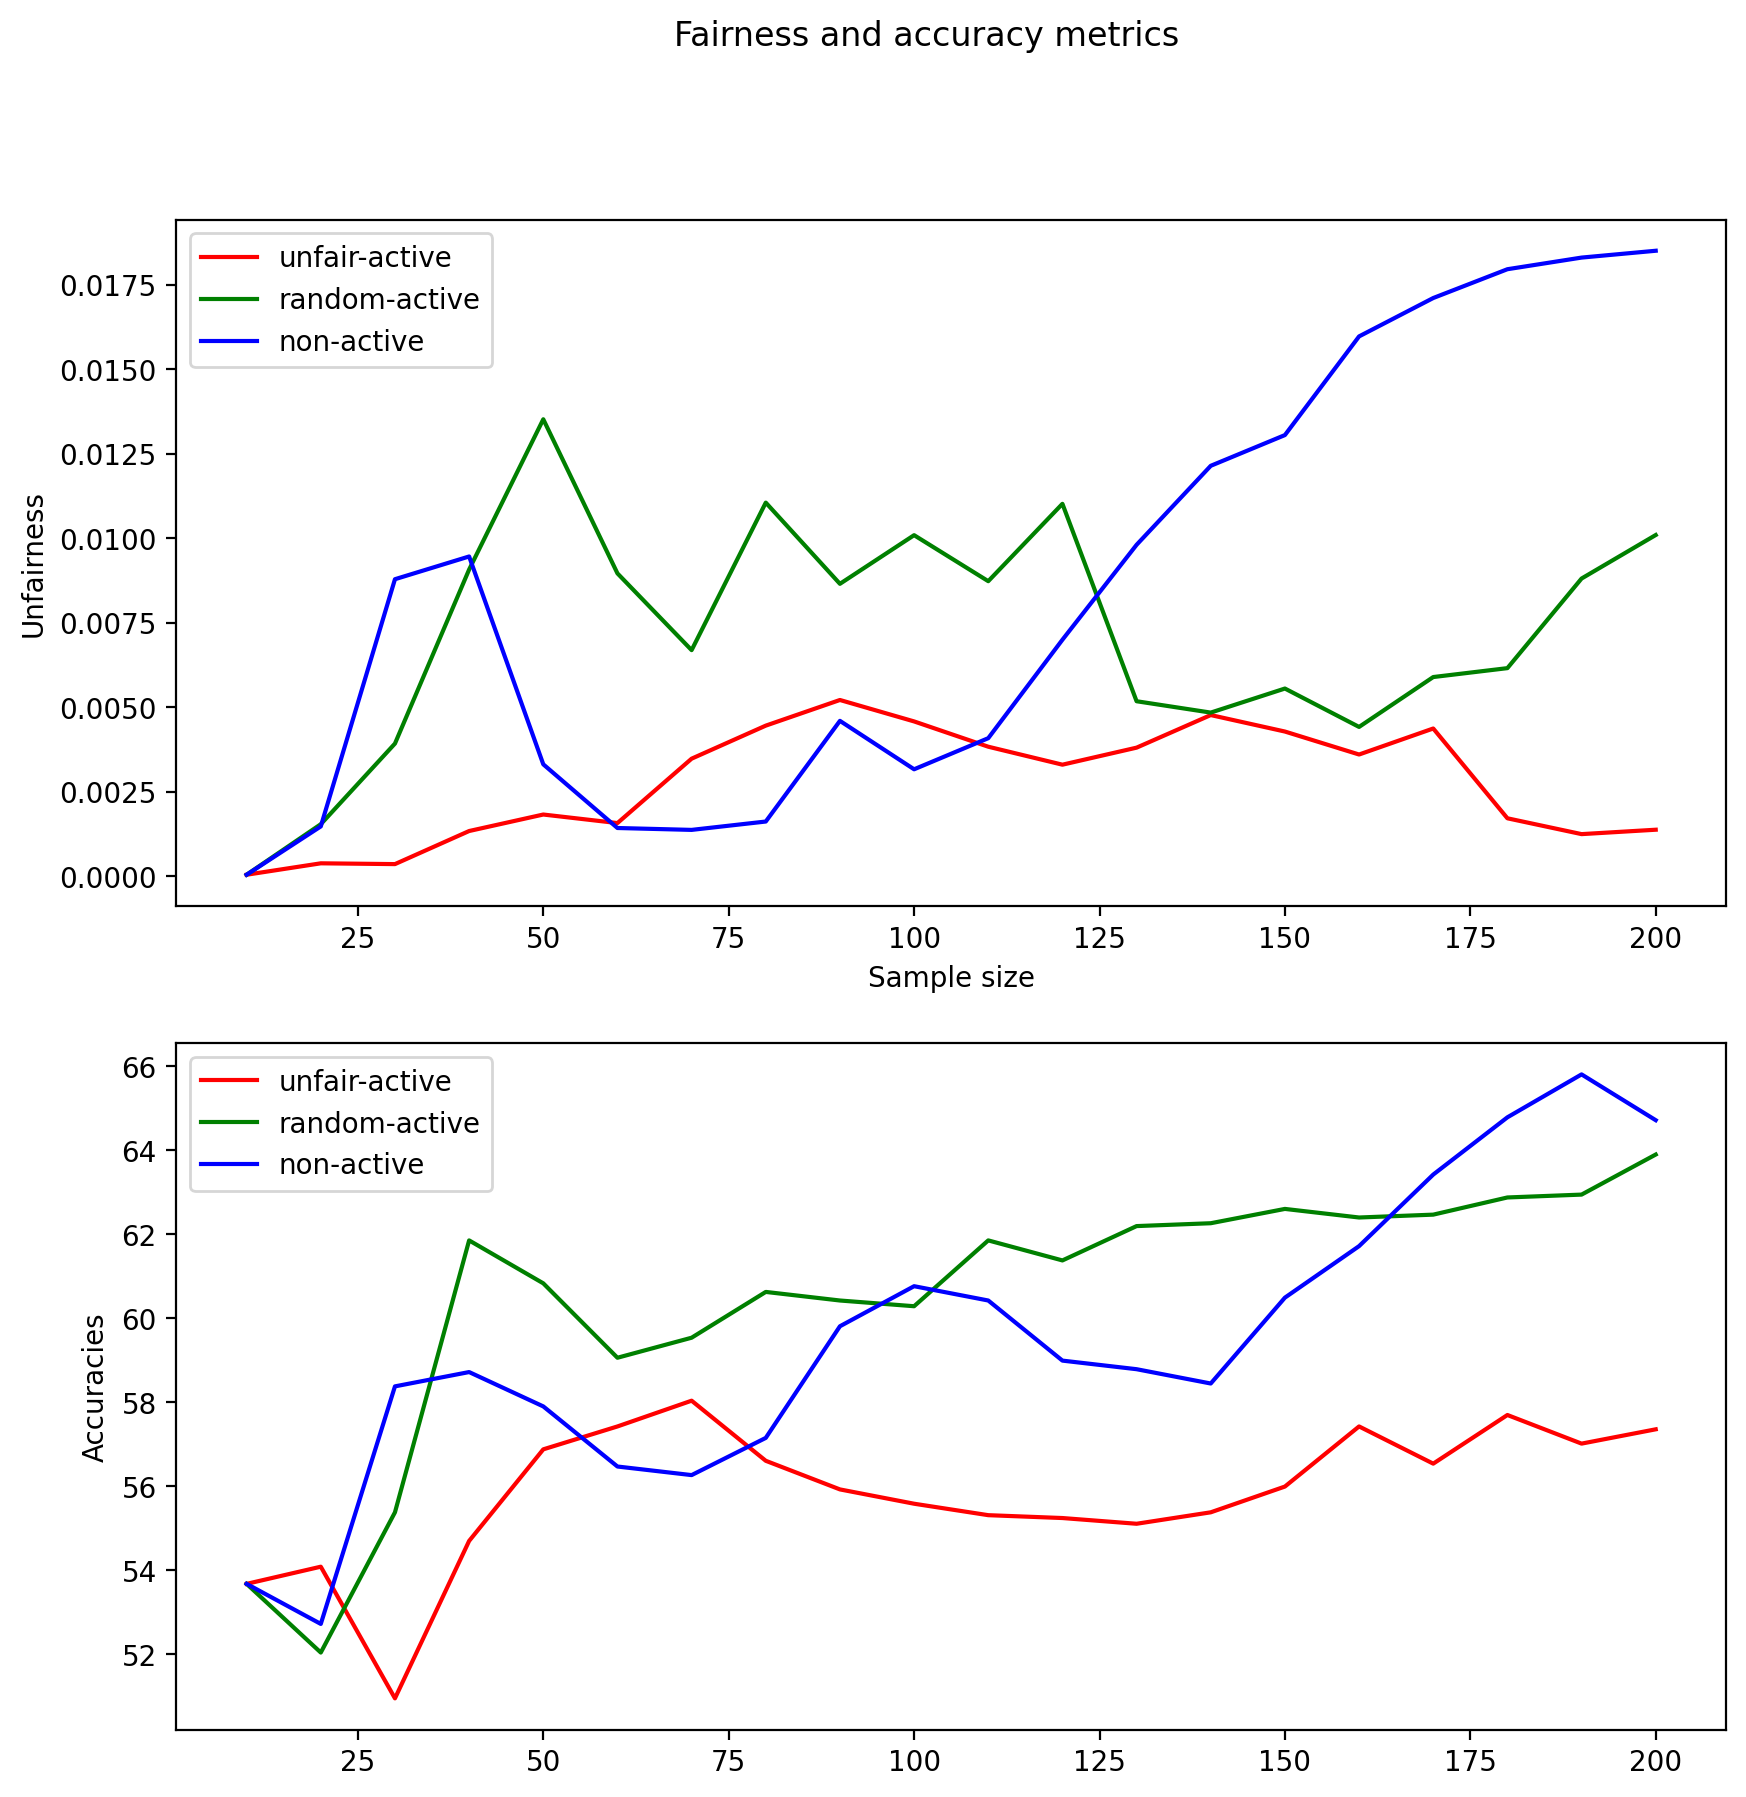 Fairness and accuracy metrics
unfair-active
random-active
non-active
0.0175
0.0150
0.0125
0.0100
0.0075
0.0050
0.0025
0.0000
Unfairness
25 50 75 100 125 150 175 200
Sample size
unfair-active
random-active
non-active
66
64
62
60
58
56
54
52
Accuracies
25 50 75 100 125 150 175 200